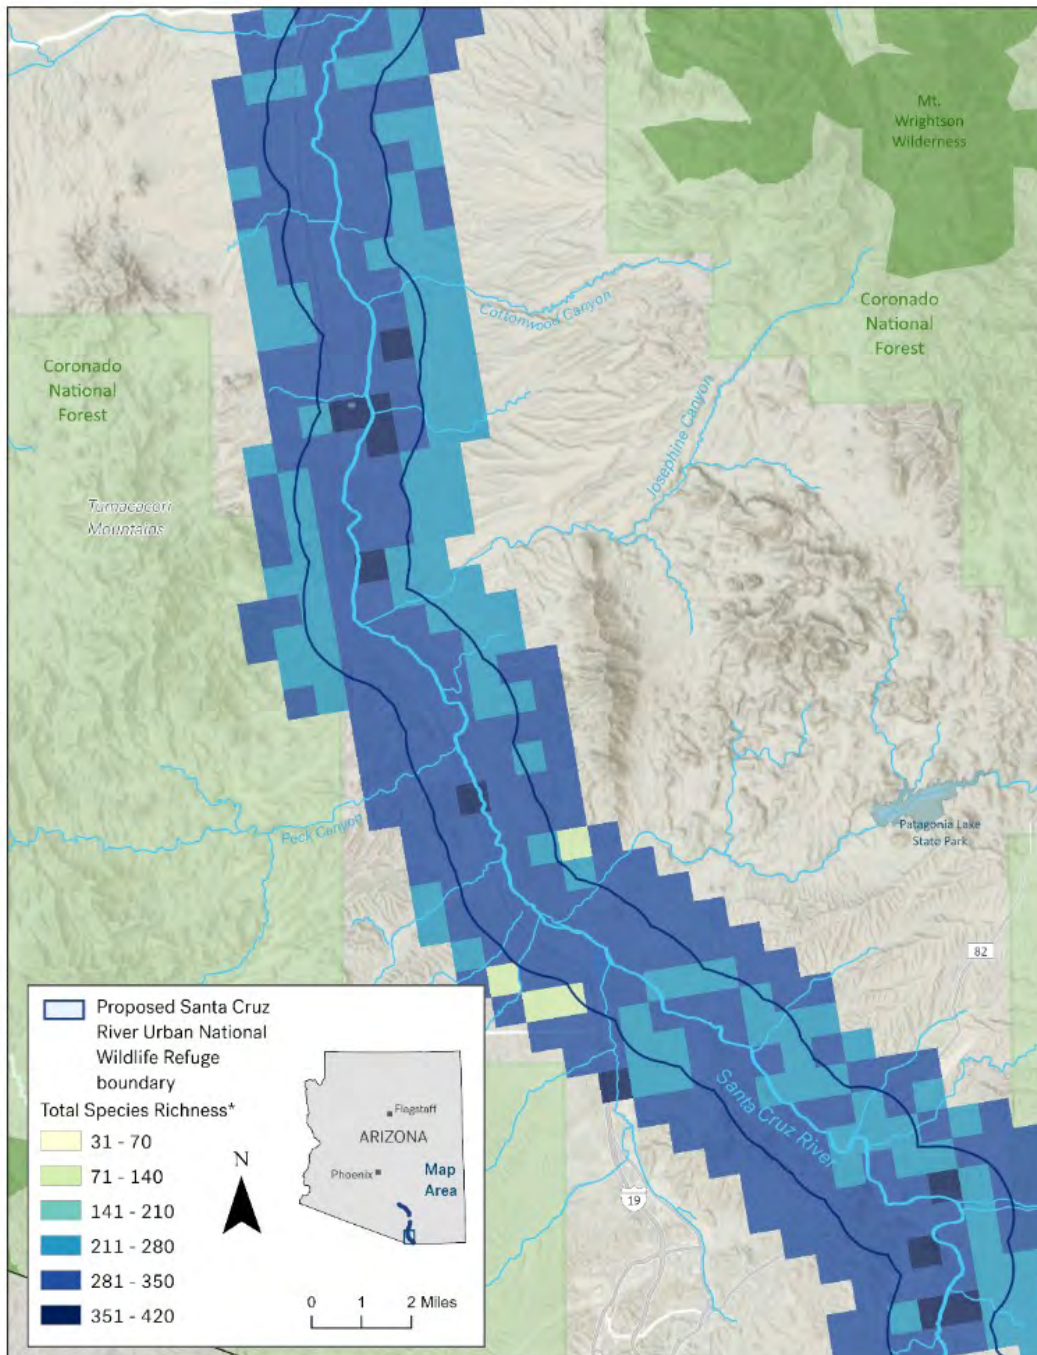 Mt.
Wrightson
Wilderness
Coronado
National
Forest
Cottonwood Canyon
Coronado
National
Forest
Josephine Canyon
Tumacacori
Mountains
Patagonia Lake
State Park
Peck Canyon
82
Santa Cruz River
19
Proposed Santa Cruz
River Urban National
Wildlife Refuge
boundary
Total Species Richness*
31 - 70
71 - 140
141 - 210
211 - 280
281 - 350
351 - 420
N
Flagstaff
ARIZONA
Phoenix
Map
Area
0 1 2 Miles